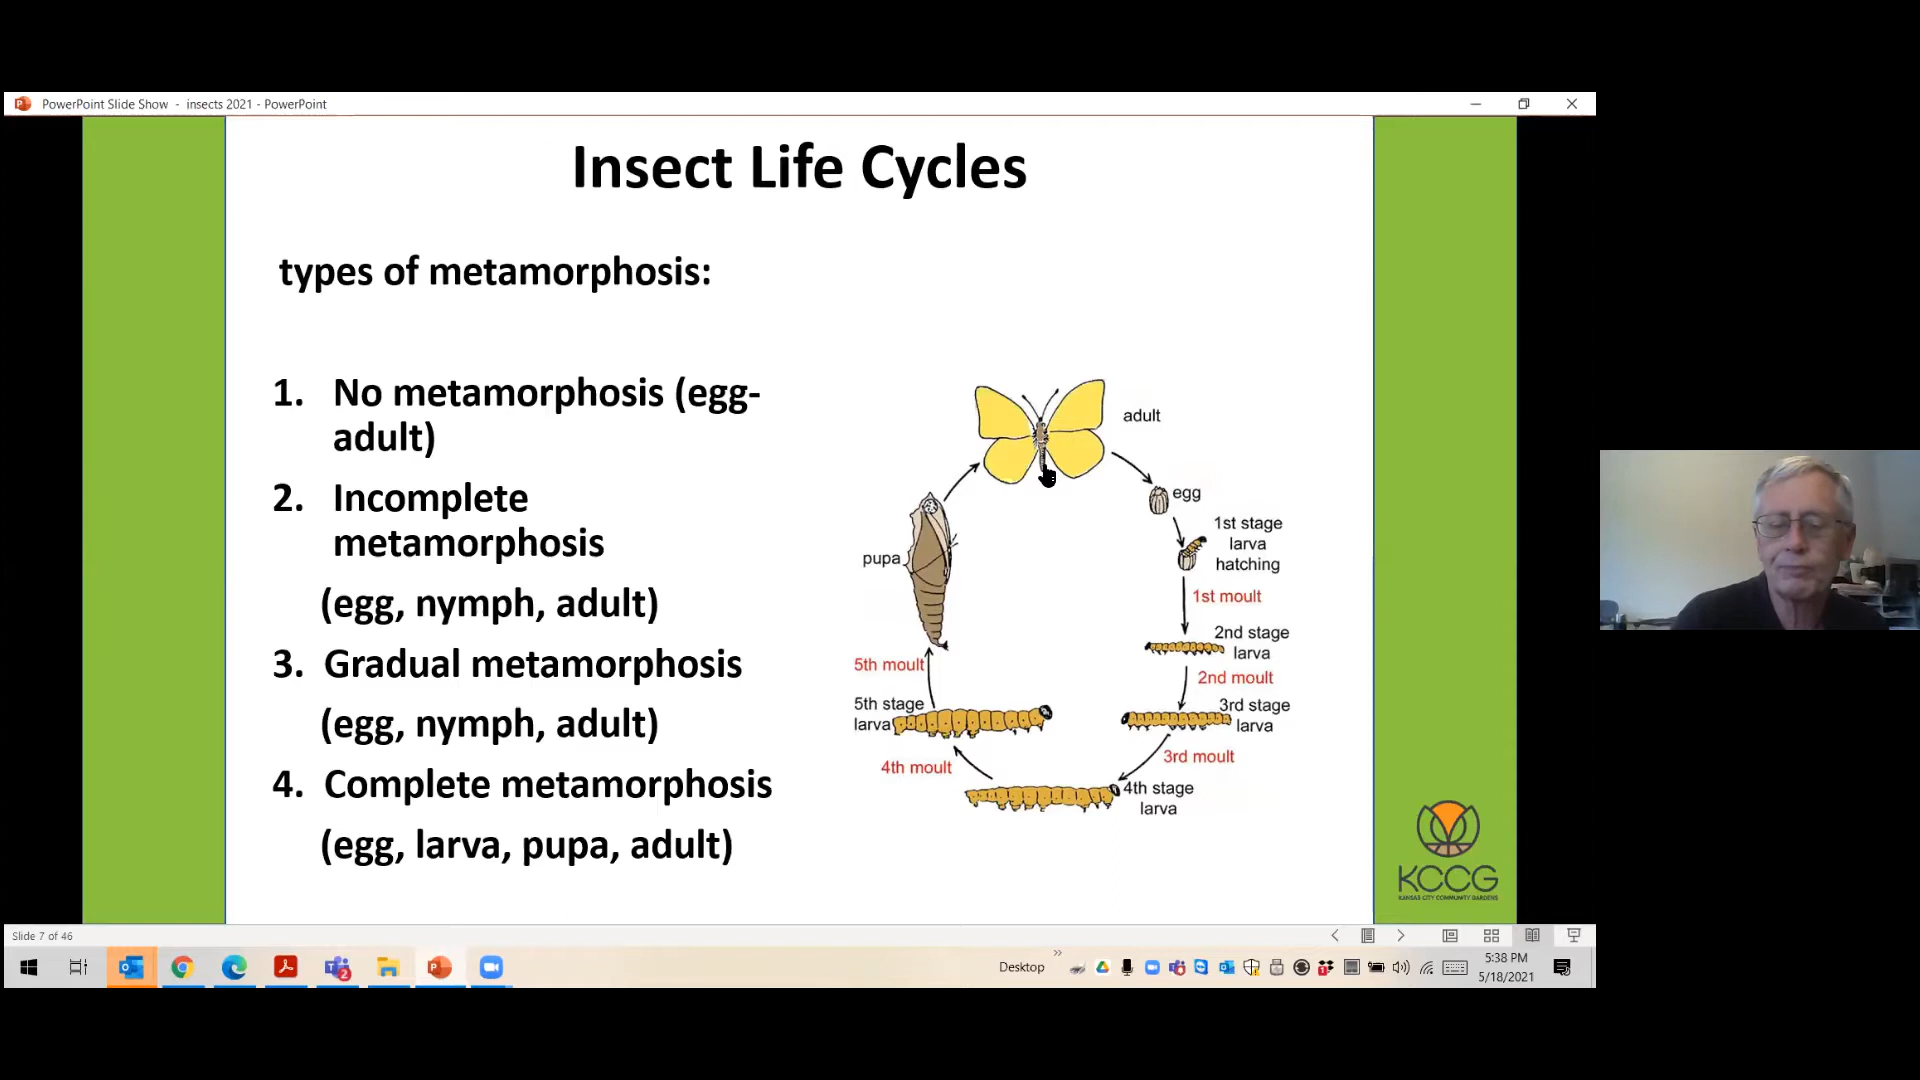 PowerPoint Slide Show - insects 2021 - PowerPoint
Insect Life Cycles
types of metamorphosis:
1. No metamorphosis (egg-
adult)
2. Incomplete
metamorphosis
(egg, nymph, adult)
3. Gradual metamorphosis
(egg, nymph, adult)
4. Complete metamorphosis
(egg, larva, pupa, adult)
adult
egg
1st stage
larva
hatching
1st moult
2nd stage
larva
2nd moult
3rd stage
larva
3rd moult
4th stage
larva
4th moult
5th stage
larva
5th moult
pupa
KCCG
KANSAS CITY COMMUNITY GARDENS
Slide 7 of 46
Desktop
5:38 PM
5/18/2021